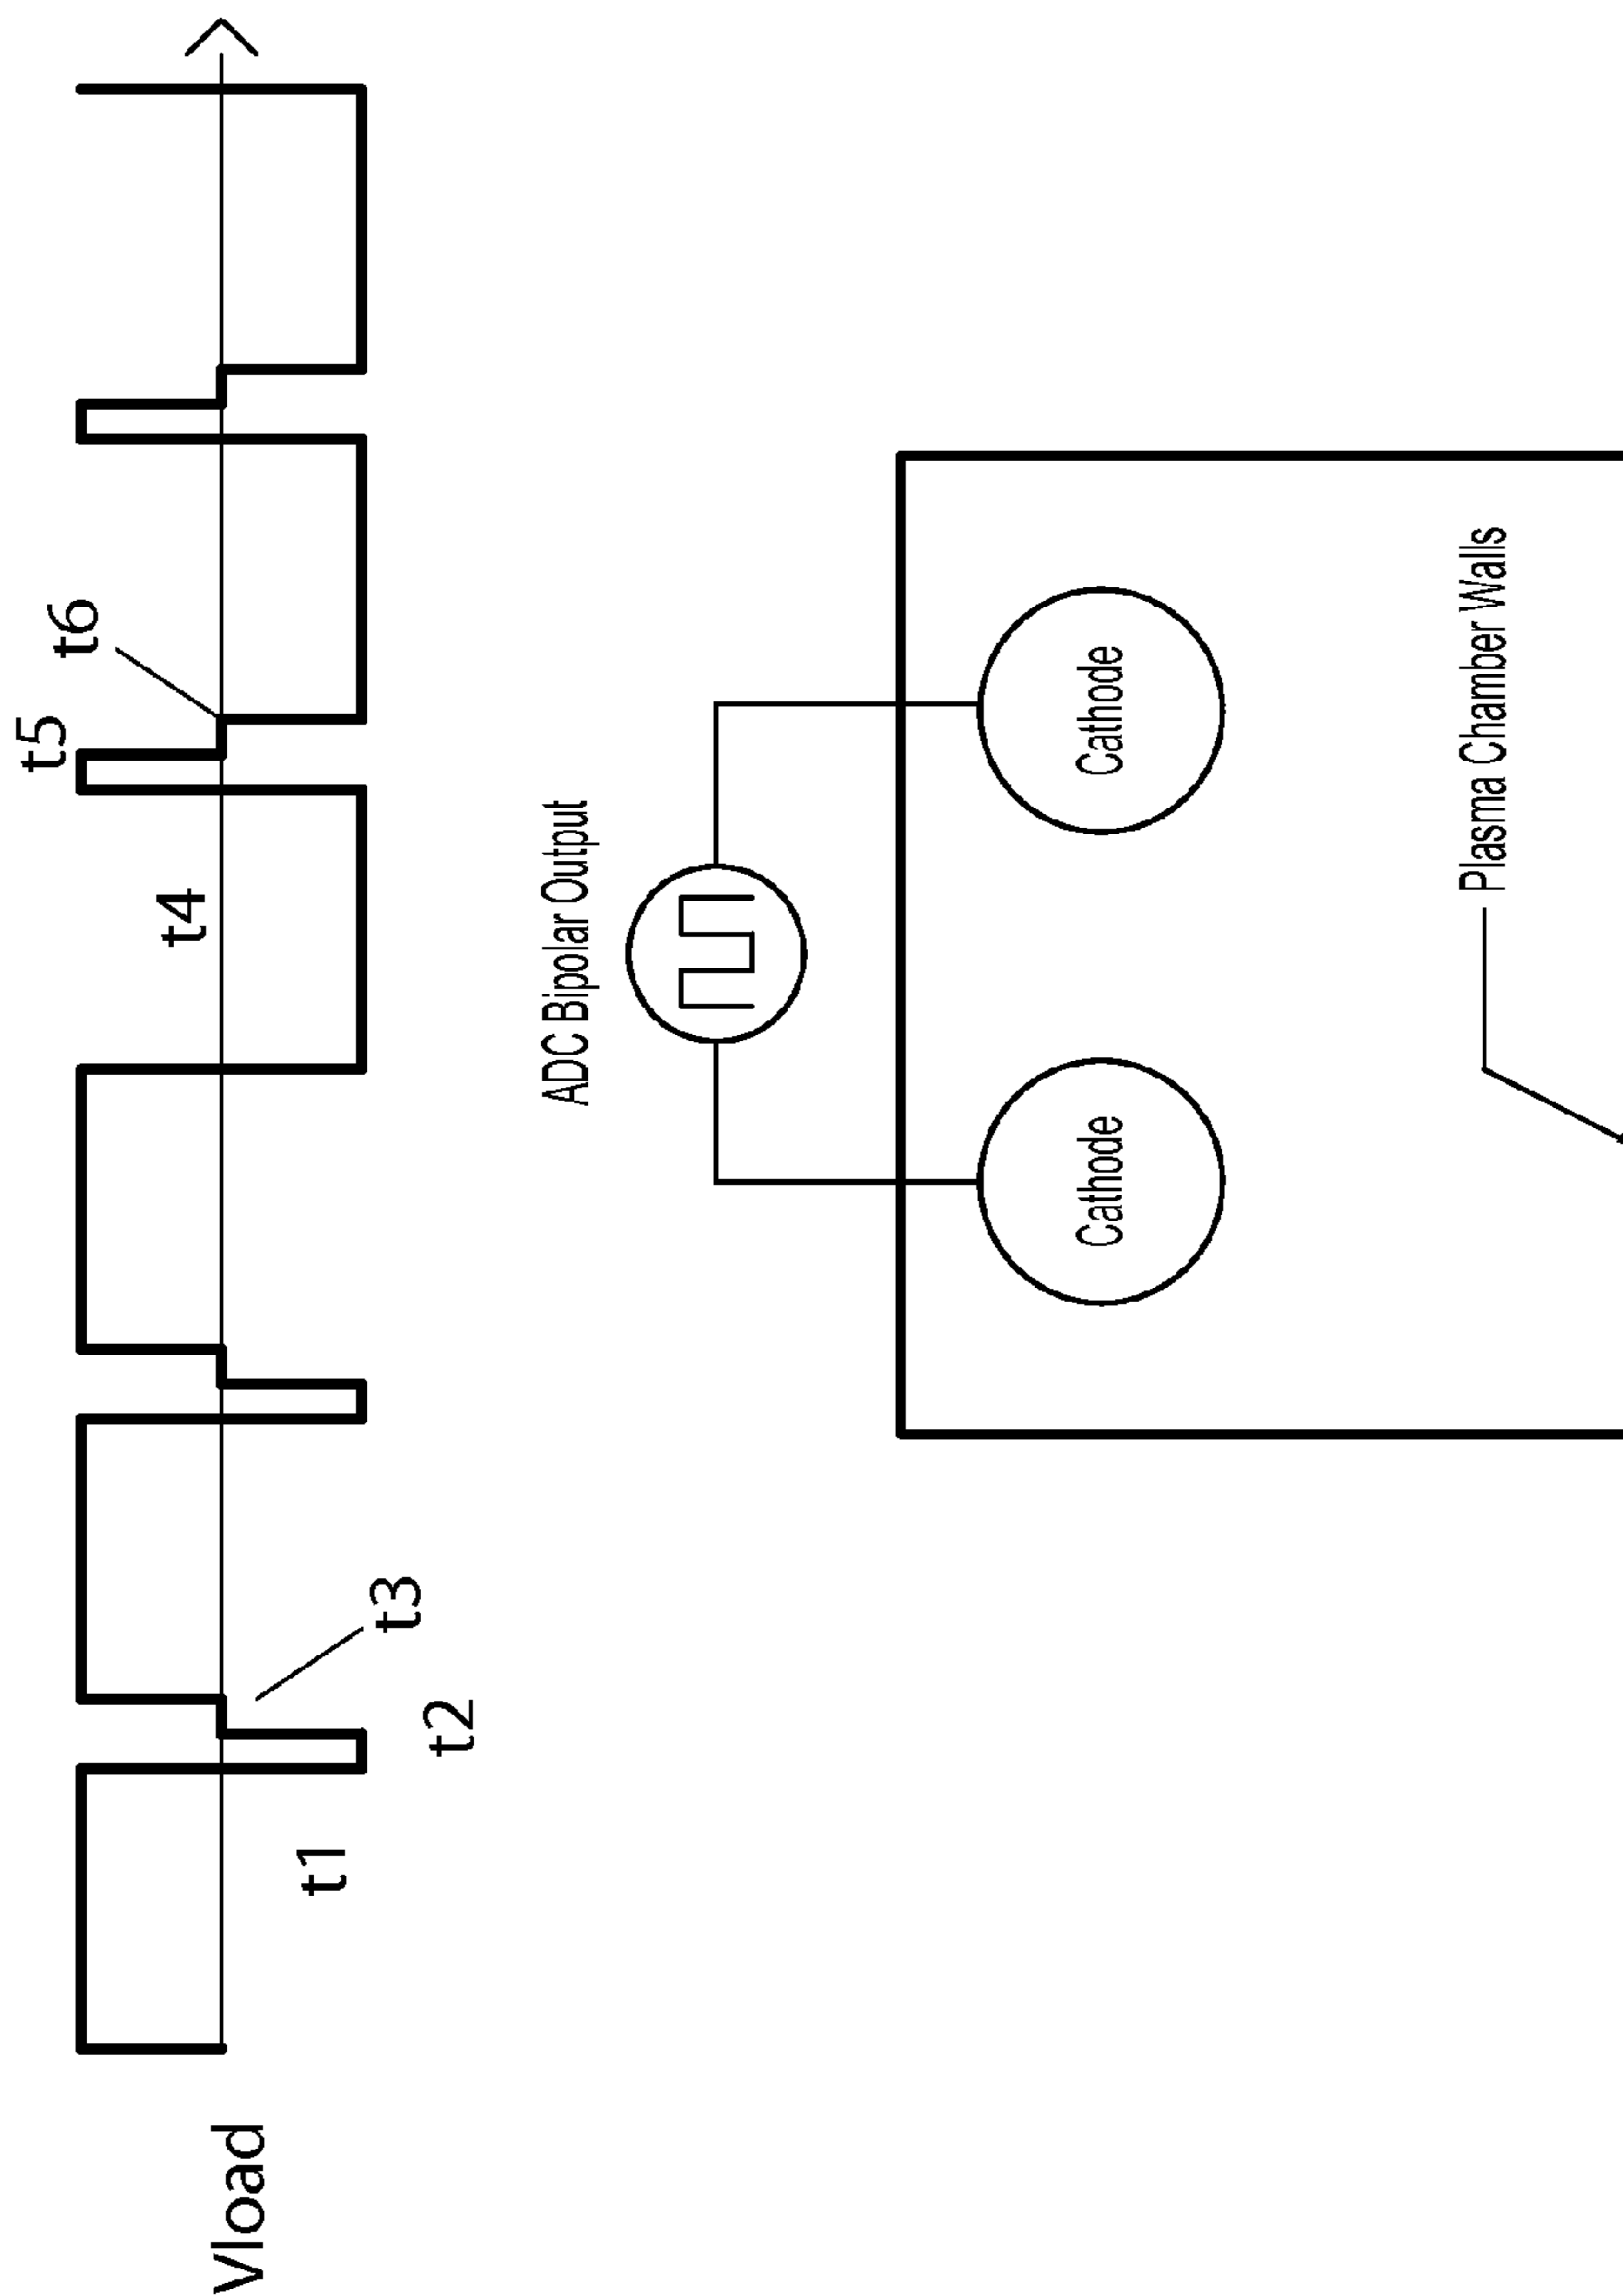 Vload
t1
t2
t3
t4
t5
t6
ADC Bipolar Output
Cathode
Cathode
Plasma Chamber Walls